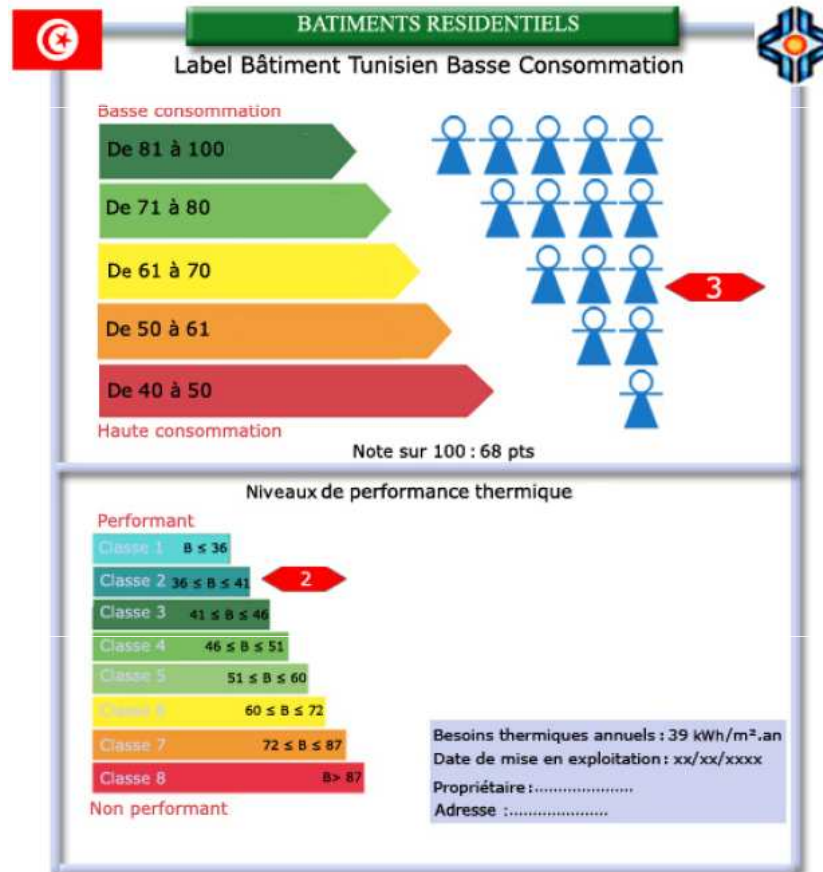 BATIMENTS RESIDENTIELS
Label Bâtiment Tunisien Basse Consommation
Basse consommation
De 81 à 100
De 71 à 80
De 61 à 70
3
De 50 à 61
De 40 à 50
Haute consommation
Note sur 100 : 68 pts
Niveaux de performance thermique
Performant
Classe 1 B ≤ 36
Classe 2 36 ≤ B ≤ 41 2
Classe 3 41 ≤ B ≤ 46
Classe 4 46 ≤ B ≤ 51
Classe 5 51 ≤ B ≤ 60
Classe 6 60 ≤ B ≤ 72
Classe 7 72 ≤ B ≤ 87
Classe 8 B> 87
Non performant
Besoins thermiques annuels : 39 kWh/m².an
Date de mise en exploitation : xx/xx/xxxx
Propriétaire :......................
Adresse :......................